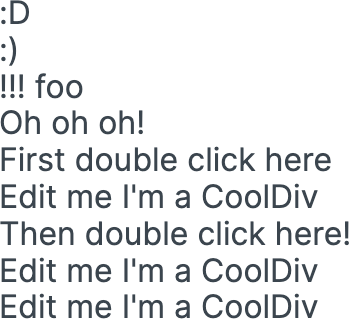 :D
:)
!!! foo
Oh oh oh!
First double click here
Edit me I'm a CoolDiv
Then double click here!
Edit me I'm a CoolDiv
Edit me I'm a CoolDiv